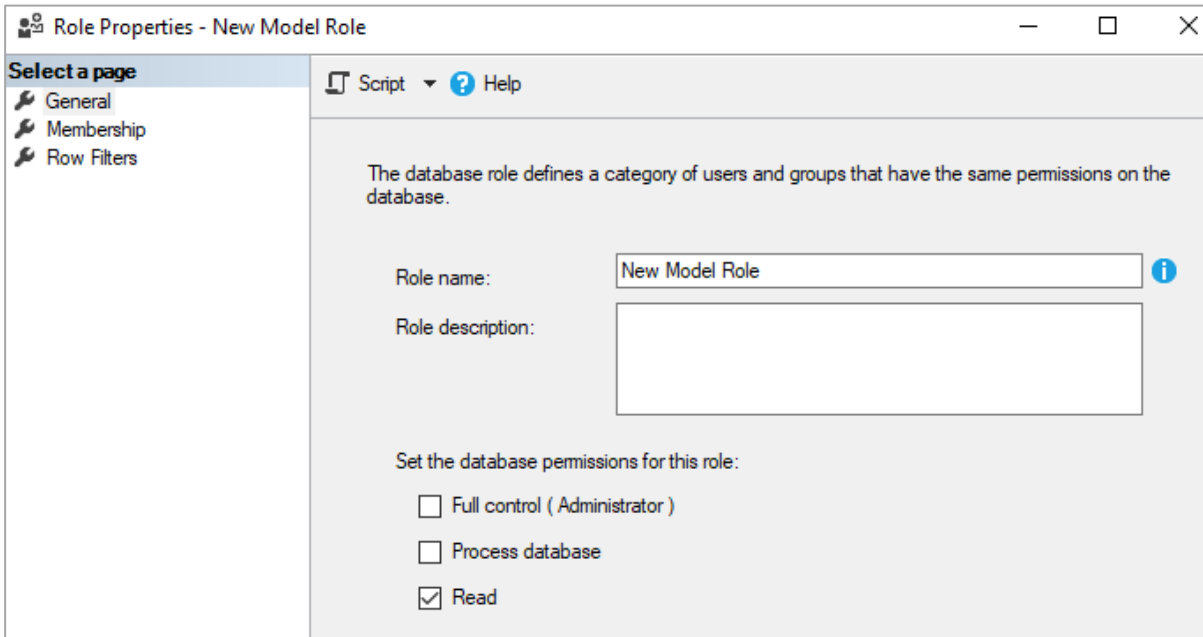 Role Properties - New Model Role
Select a page
General
Membership
Row Filters
Script
Help
The database role defines a category of users and groups that have the same permissions on the
database.
Role name:
New Model Role
Role description:
Set the database permissions for this role:
Full control ( Administrator )
Process database
Read